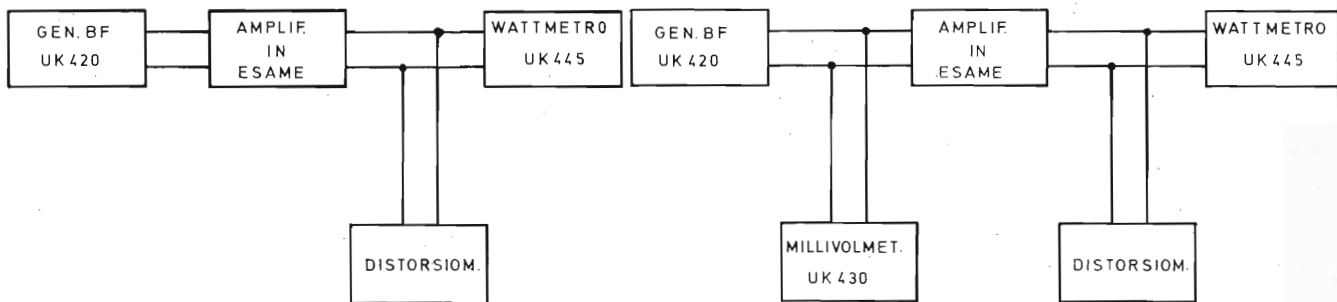 GEN. BF
UK 420
AMPLIF.
IN
ESAME
WATTMETRO
UK 445
DISTORSIOM.
GEN. BF
UK 420
AMPLIF.
IN
ESAME
WATTMETRO
UK 445
MILLIVOLMET.
UK 430
DISTORSIOM.